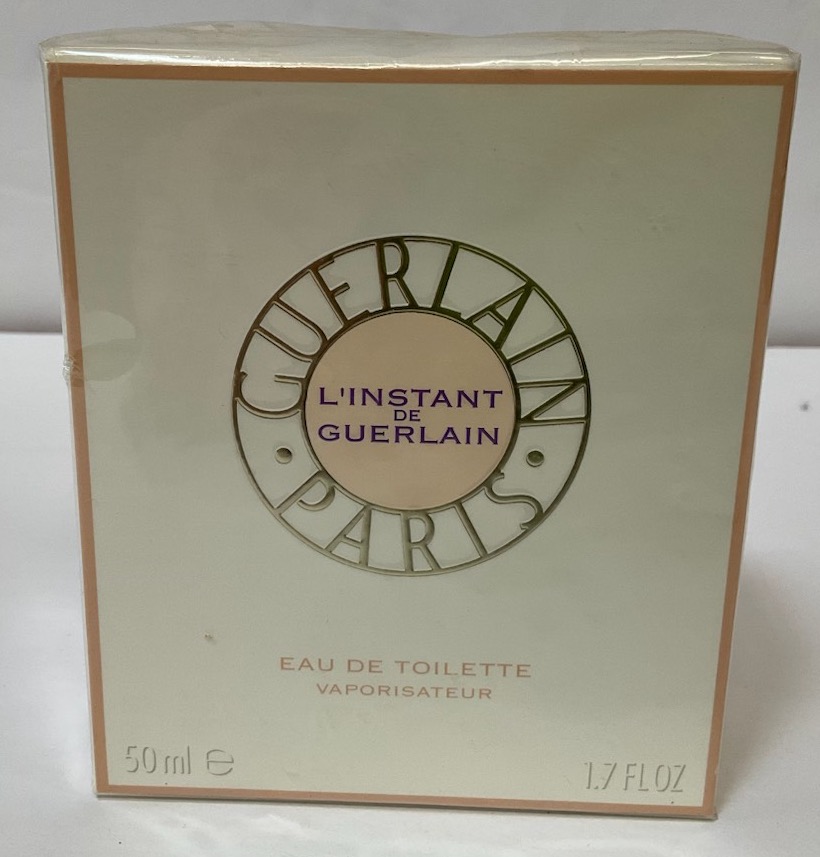 GUERLAIN
L'INSTANT
DE
GUERLAIN
• PARIS •
EAU DE TOILETTE
VAPORISATEUR
50 ml ℮
1.7 FL OZ